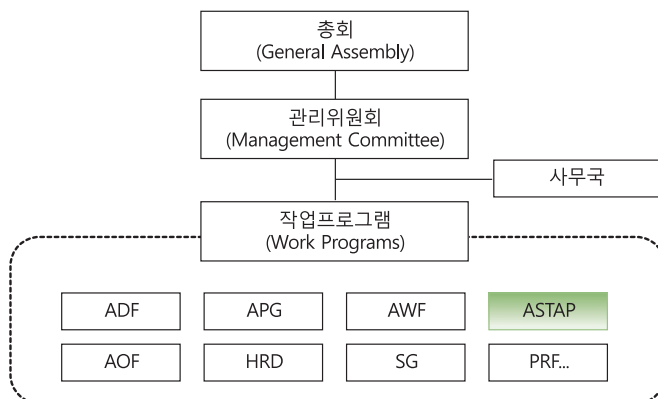 총회
(General Assembly)
관리위원회
(Management Committee)
사무국
작업프로그램
(Work Programs)
ADF
APG
AWF
ASTAP
AOF
HRD
SG
PRF...